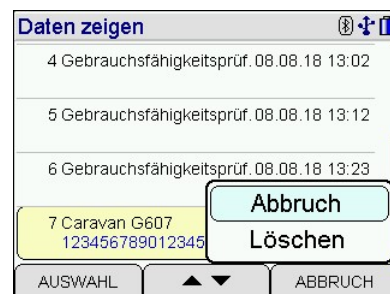 Daten zeigen
4 Gebrauchsfähigkeitsprüf. 08.08.18 13:02
5 Gebrauchsfähigkeitsprüf. 08.08.18 13:12
6 Gebrauchsfähigkeitsprüf. 08.08.18 13:23
7 Caravan G607
123456789012345
Abbruch
Löschen
AUSWAHL
ABBRUCH